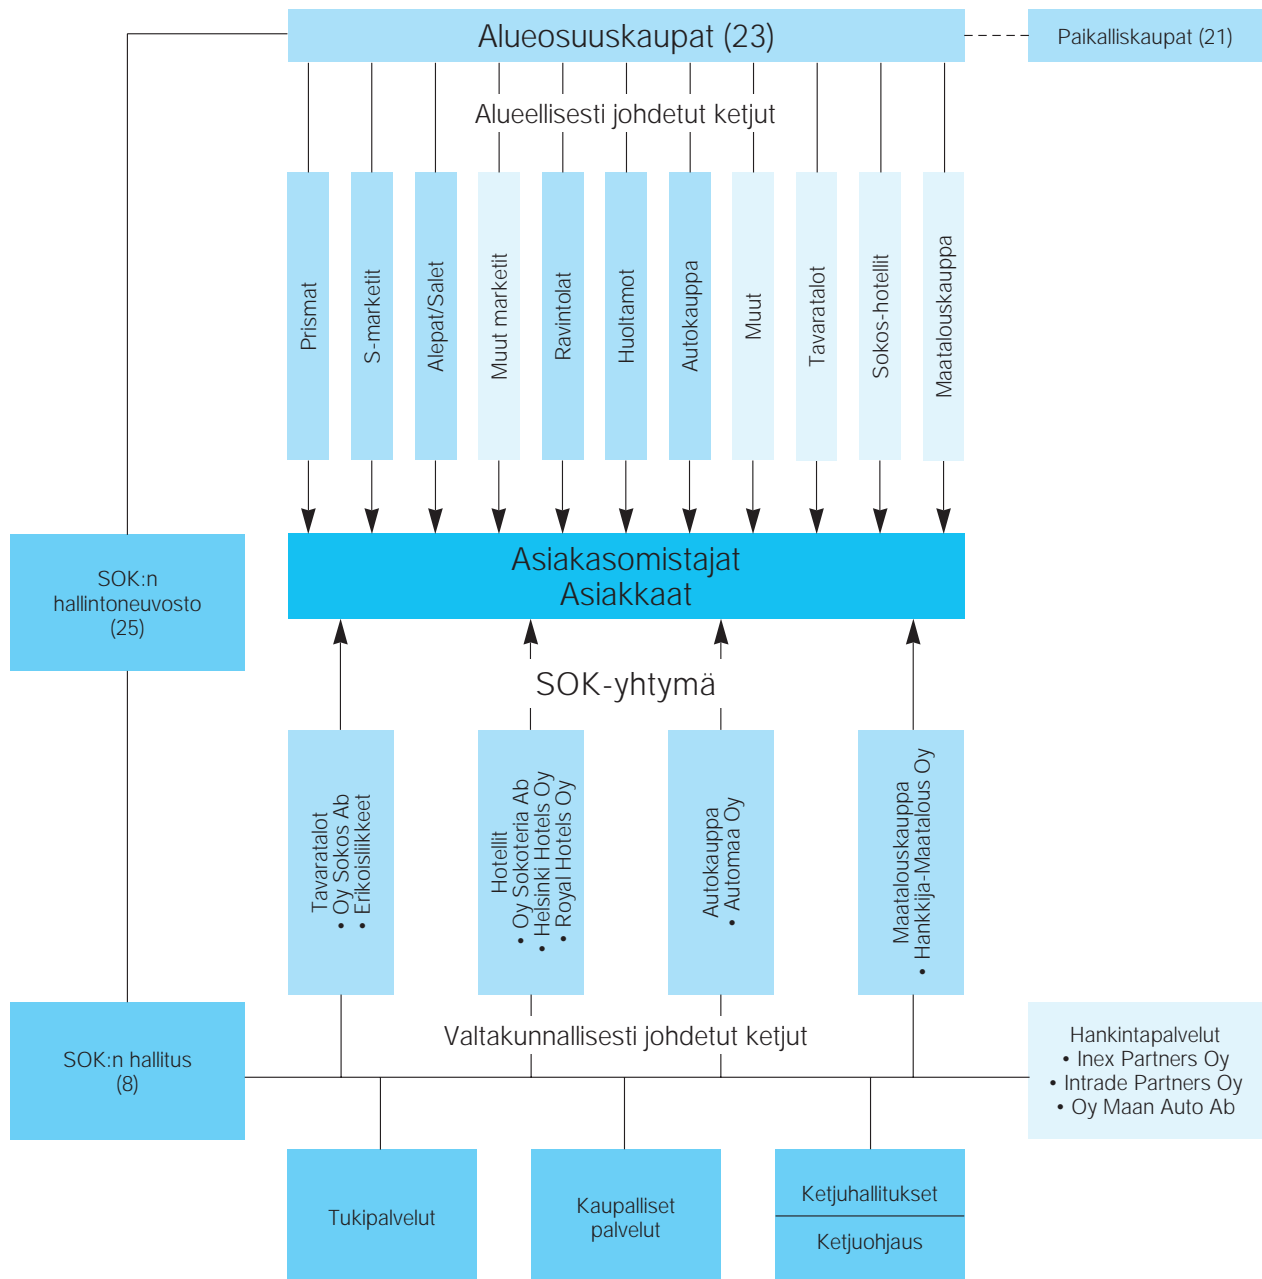 Alueosuuskaupat (23)
Paikalliskaupat (21)
Alueellisesti johdetut ketjut
Prismat
S-marketit
Alepat/Salet
Muut marketit
Ravintolat
Huoltamot
Autokauppa
Muut
Tavaratalot
Sokos-hotellit
Maatalouskauppa
Asiakasomistajat
Asiakkaat
SOK:n
hallintoneuvosto
(25)
SOK-yhtymä
Tavaratalot
• Oy Sokos Ab
• Erikoisliikkeet
Hotellit
• Oy Sokoteria Ab
• Helsinki Hotels Oy
• Royal Hotels Oy
Autokauppa
• Automaa Oy
Maatalouskauppa
• Hankkija-Maatalous Oy
Valtakunnallisesti johdetut ketjut
SOK:n hallitus
(8)
Hankintapalvelut
• Inex Partners Oy
• Intrade Partners Oy
• Oy Maan Auto Ab
Tukipalvelut
Kaupalliset
palvelut
Ketjuhallitukset
Ketjuohjaus